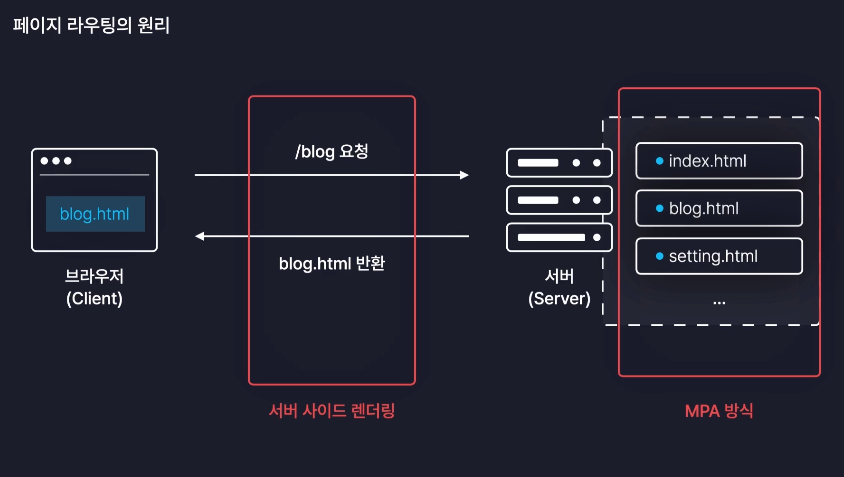 페이지 라우팅의 원리
/blog 요청
blog.html
blog.html 반환
브라우저
(Client)
서버
(Server)
index.html
blog.html
setting.html
...
서버 사이드 렌더링
MPA 방식